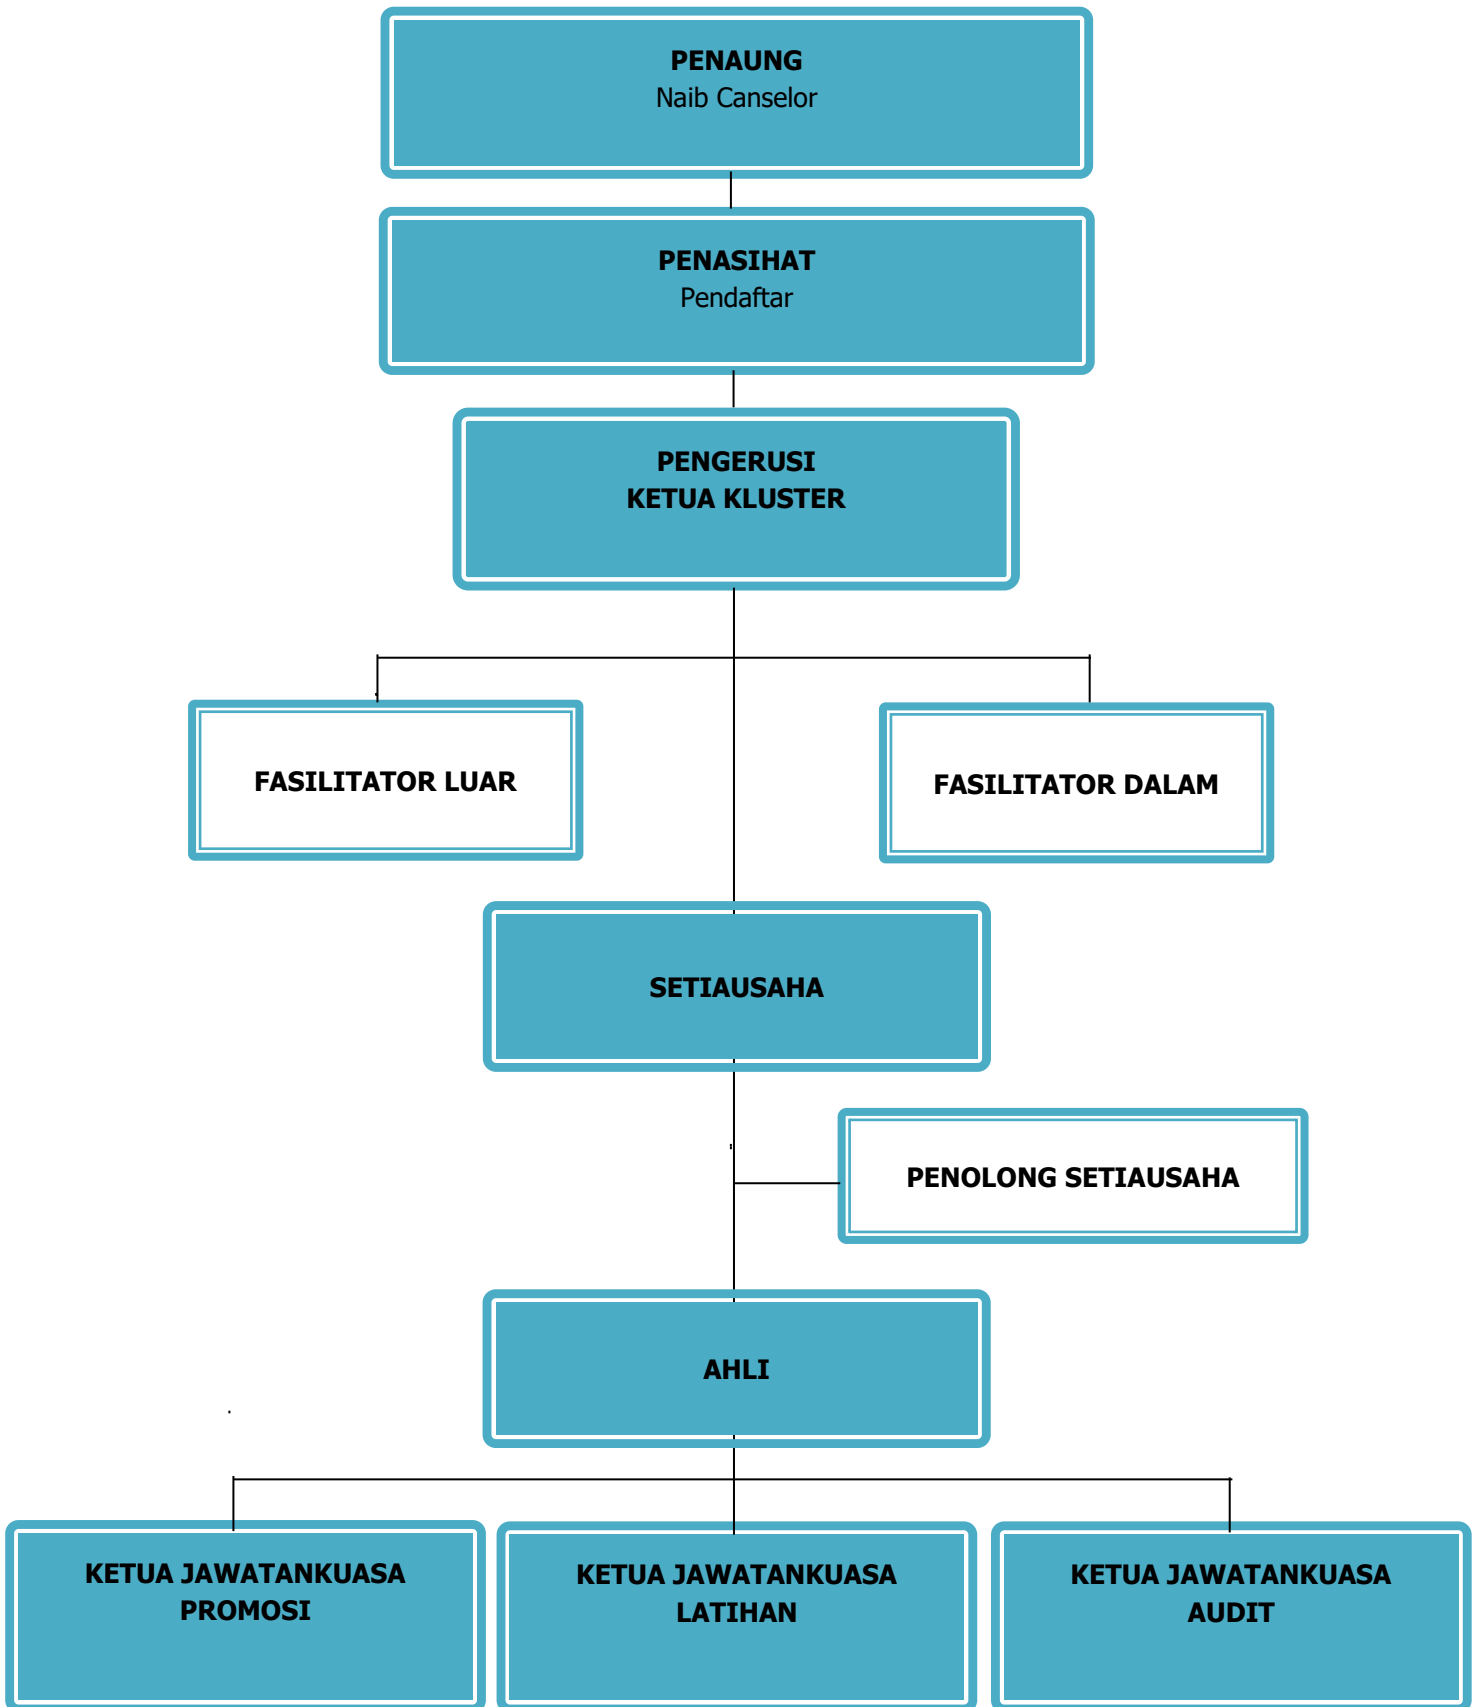 PENAUNG
Naib Canselor
PENASIHAT
Pendaftar
PENGERUSI
KETUA KLUSTER
FASILITATOR LUAR
FASILITATOR DALAM
SETIAUSAHA
PENOLONG SETIAUSAHA
AHLI
KETUA JAWATANKUASA
PROMOSI
KETUA JAWATANKUASA
LATIHAN
KETUA JAWATANKUASA
AUDIT